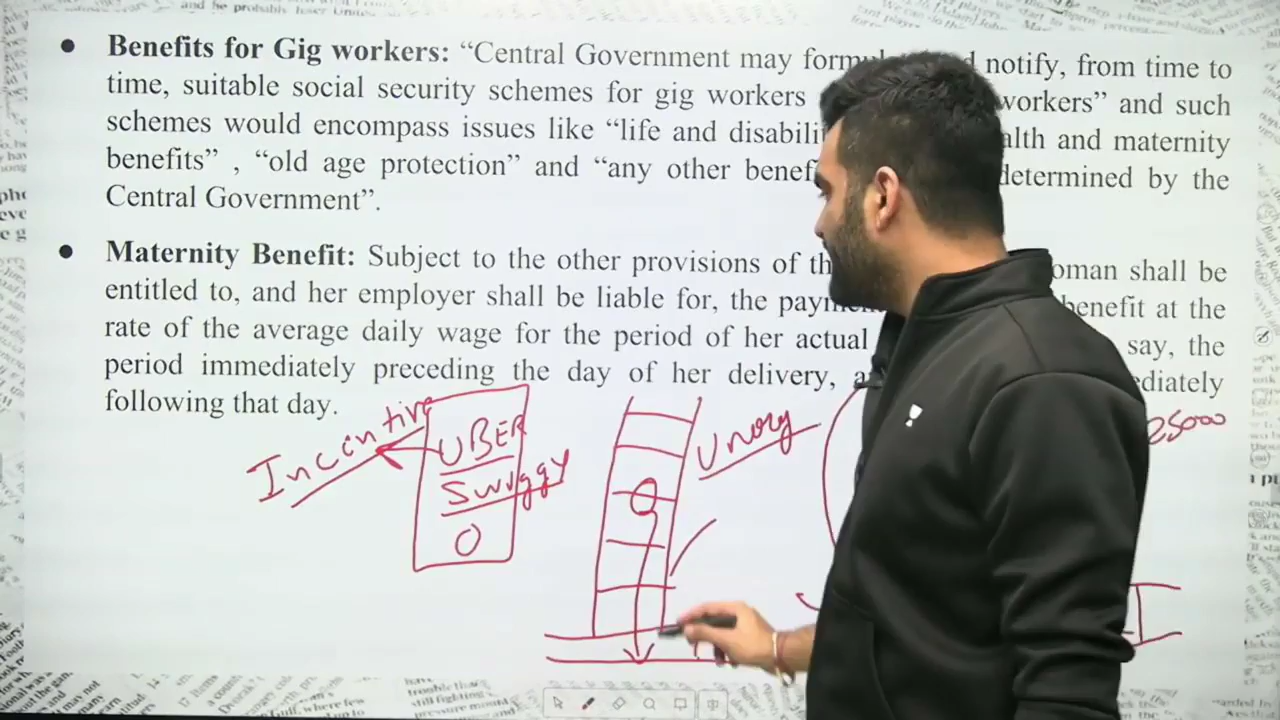 Benefits for Gig workers: “Central Government may formul d notify, from time to
time, suitable social security schemes for gig workers workers” and such
schemes would encompass issues like “life and disabili alth and maternity
benefits” , “old age protection” and “any other benef determined by the
Central Government”.
Maternity Benefit: Subject to the other provisions of th oman shall be
entitled to, and her employer shall be liable for, the paym benefit at the
rate of the average daily wage for the period of her actual say, the
period immediately preceding the day of her delivery, a ediately
following that day.
Incentive
UBER
Swiggy
O
Unorg
25000